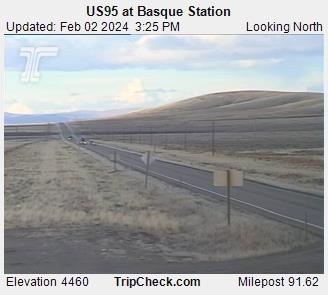 US95 at Basque Station
Updated: Feb 02 2024 3:25 PM Looking North
Elevation 4460 TripCheck.com Milepost 91.62